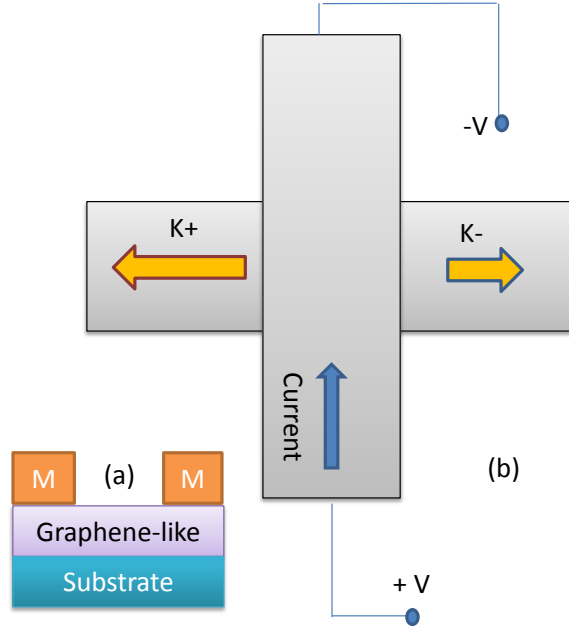 -V
K+
K-
Current
(b)
M
(a)
M
Graphene-like
Substrate
+ V